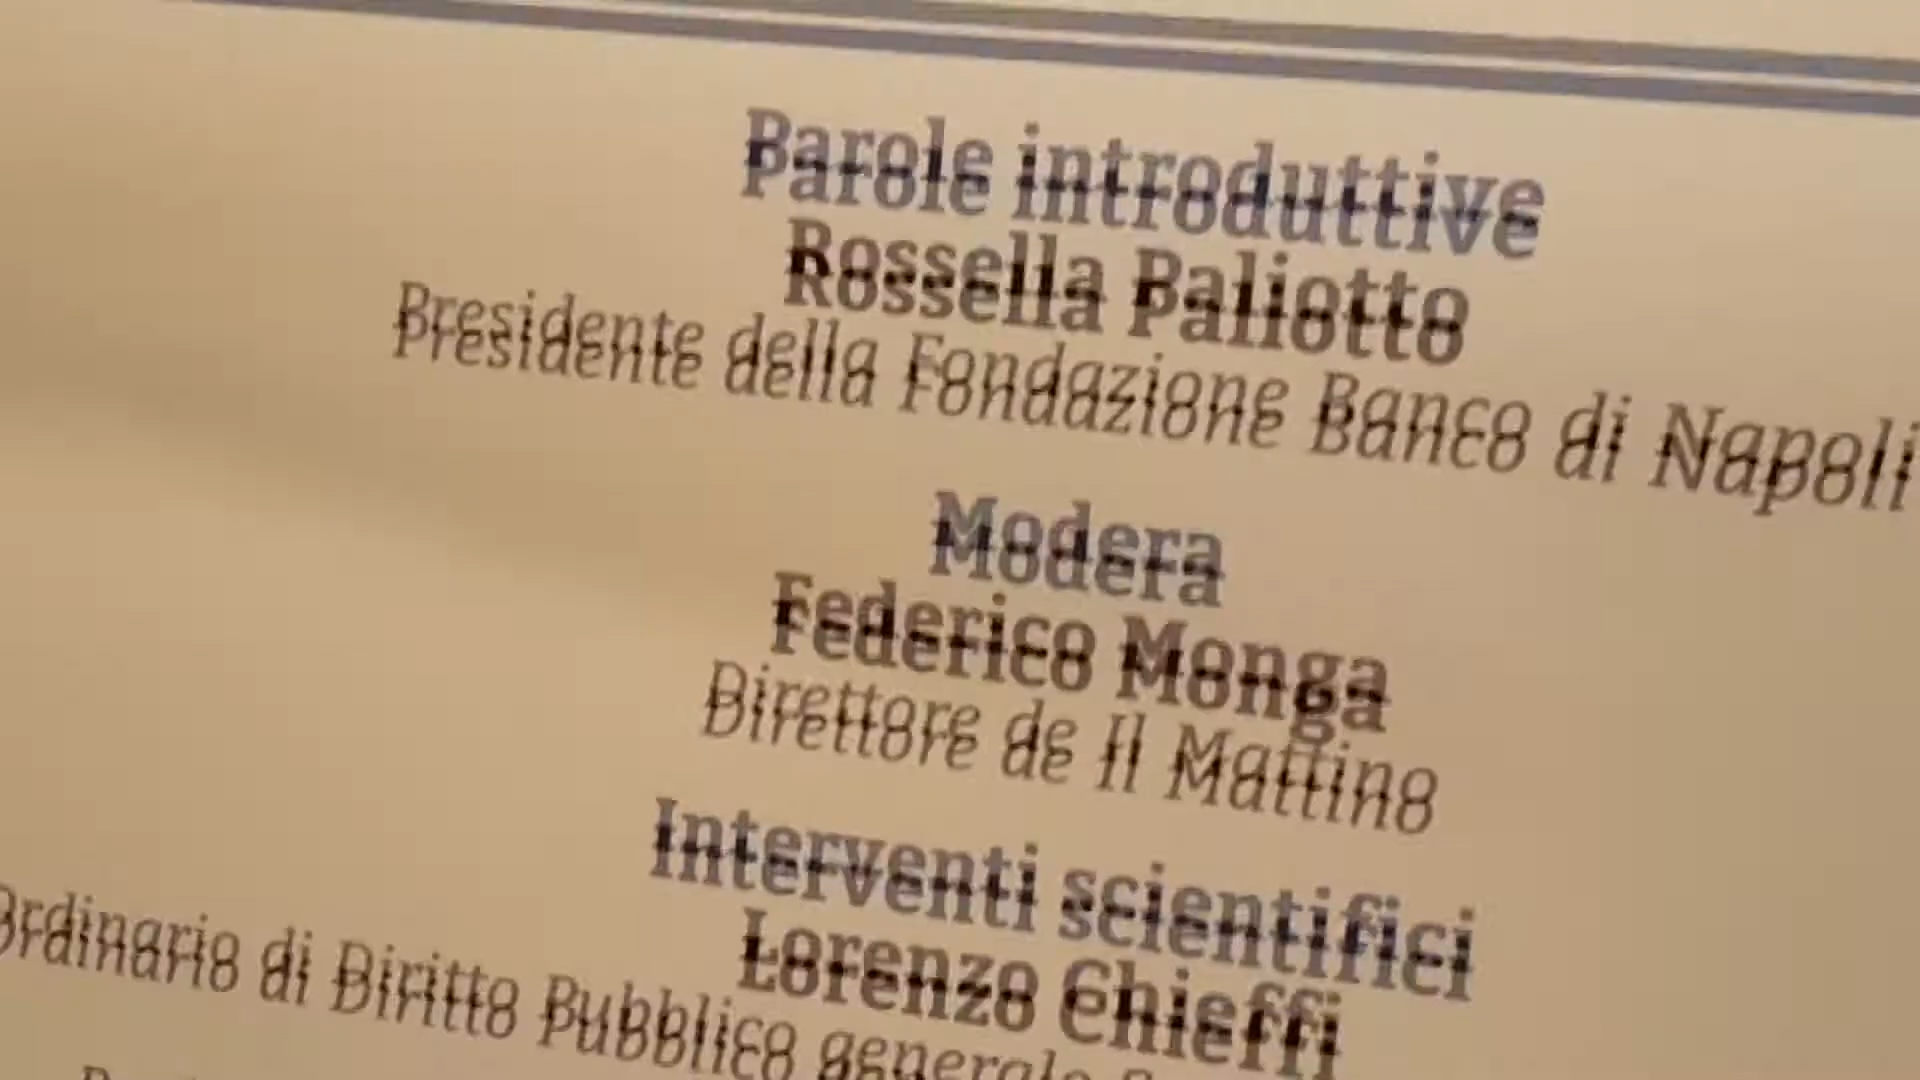 Parole introduttive
Rossella Paliotto
Presidente della Fondazione Banco di Napoli
Modera
Federico Monga
Direttore de Il Mattino
Interventi scientifici
Lorenzo Chieffi
Ordinario di Diritto Pubblico generale